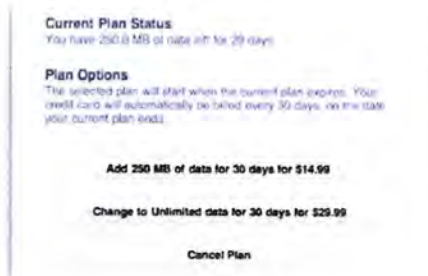 Current Plan Status
You have 250.0 MB of data left for 29 days
Plan Options
The selected plan will start when the current plan expires. Your
credit card will automatically be billed every 30 days, on the date
your current plan ends.
Add 250 MB of data for 30 days for $14.99
Change to Unlimited data for 30 days for $29.99
Cancel Plan